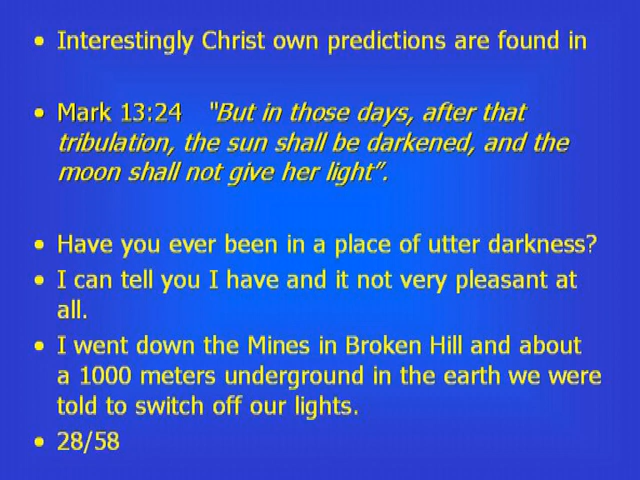 • Interestingly Christ own predictions are found in
• Mark 13:24 "But in those days, after that
tribulation, the sun shall be darkened, and the
moon shall not give her light”.
• Have you ever been in a place of utter darkness?
• I can tell you I have and it not very pleasant at
all.
• I went down the Mines in Broken Hill and about
a 1000 meters underground in the earth we were
told to switch off our lights.
• 28/58